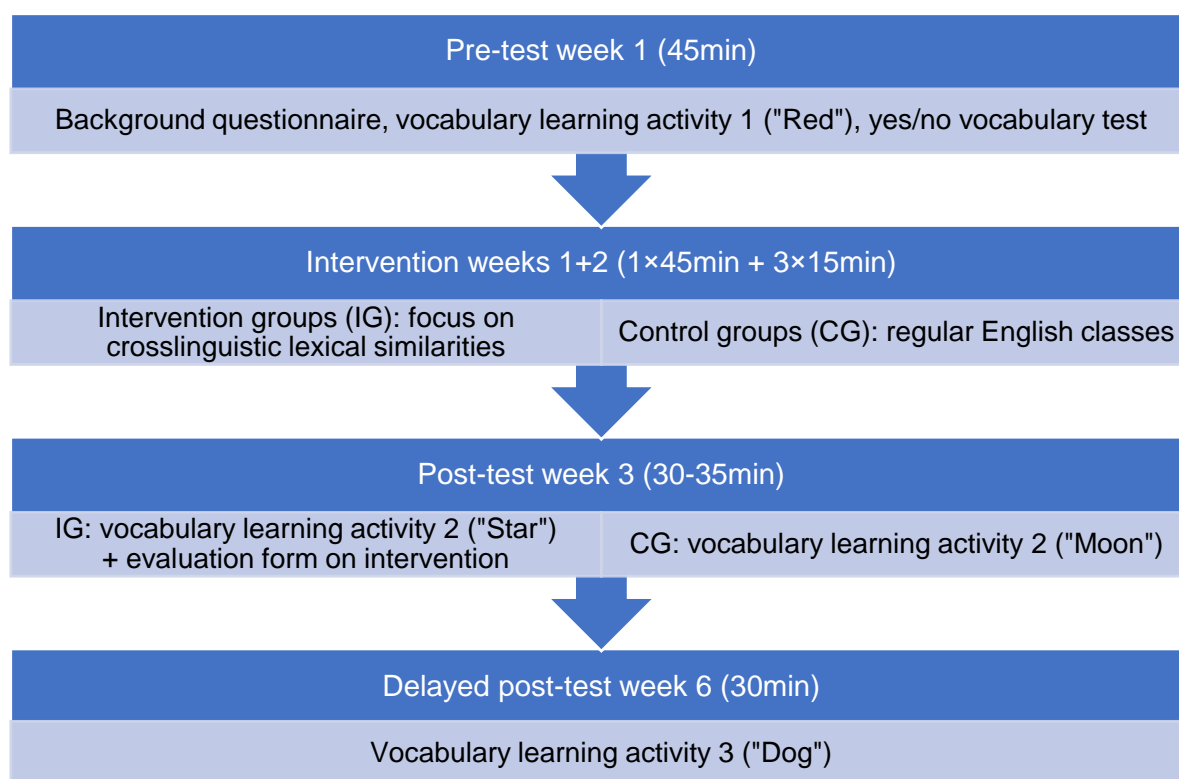 Pre-test week 1 (45min)
Background questionnaire, vocabulary learning activity 1 ("Red"), yes/no vocabulary test
Intervention weeks 1+2 (1×45min + 3×15min)
Intervention groups (IG): focus on
crosslinguistic lexical similarities
Control groups (CG): regular English classes
Post-test week 3 (30-35min)
IG: vocabulary learning activity 2 ("Star")
+ evaluation form on intervention
CG: vocabulary learning activity 2 ("Moon")
Delayed post-test week 6 (30min)
Vocabulary learning activity 3 ("Dog")